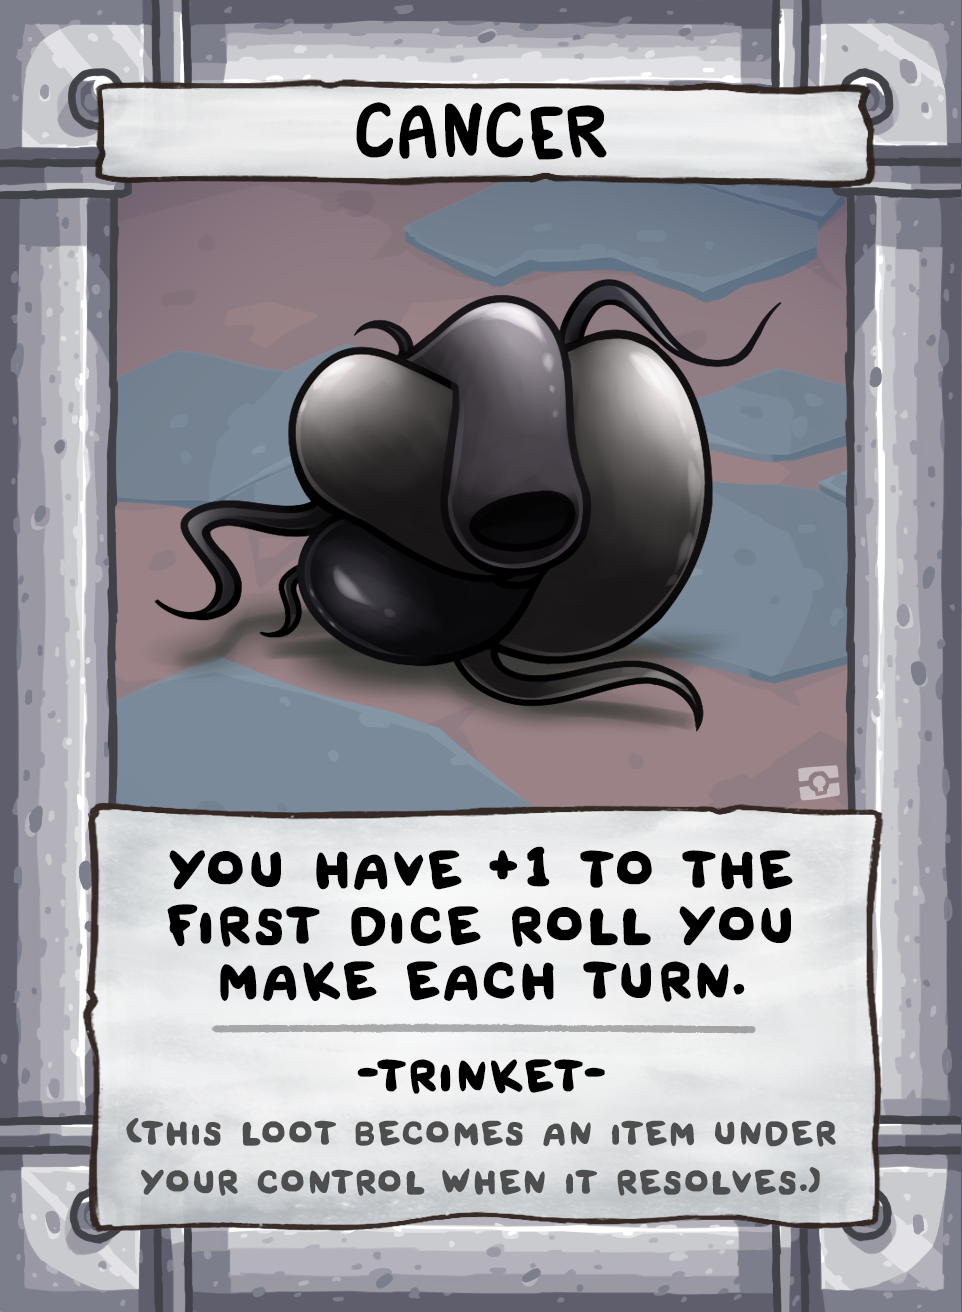 CANCER
YOU HAVE +1 TO THE
FIRST DICE ROLL YOU
MAKE EACH TURN.
-TRINKET-
(THIS LOOT BECOMES AN ITEM UNDER
YOUR CONTROL WHEN IT RESOLVES.)